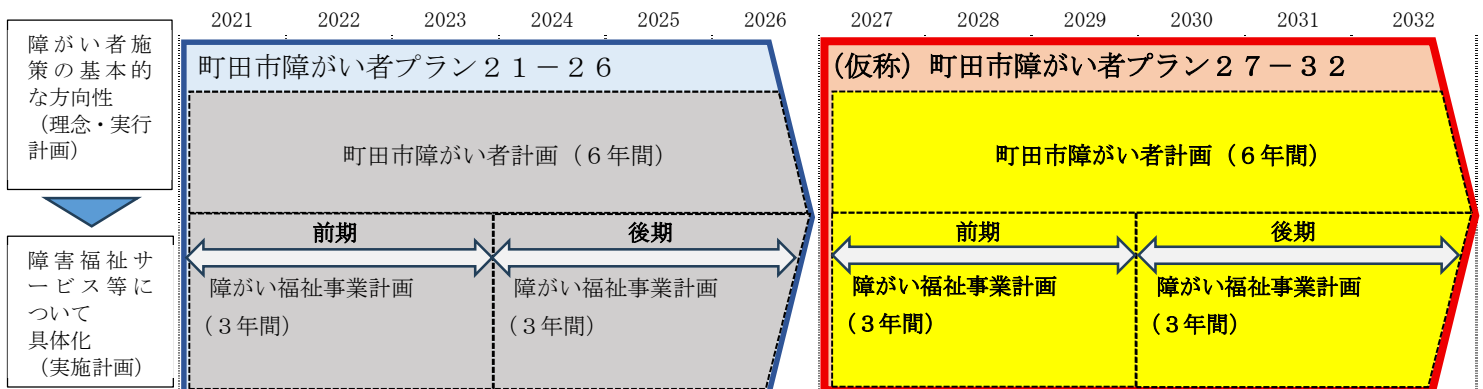 2021 2022 2023 2024 2025 2026 2027 2028 2029 2030 2031 2032
障がい者施
策の基本的
な方向性
（理念・実行
計画）
町田市障がい者プラン２１－２６
(仮称）町田市障がい者プラン２７－３２
町田市障がい者計画（６年間）
町田市障がい者計画（６年間）
障害福祉サ
ービス等に
ついて
具体化
（実施計画）
前期
後期
障がい福祉事業計画
（３年間）
障がい福祉事業計画
（３年間）
前期
後期
障がい福祉事業計画
（３年間）
障がい福祉事業計画
（３年間）